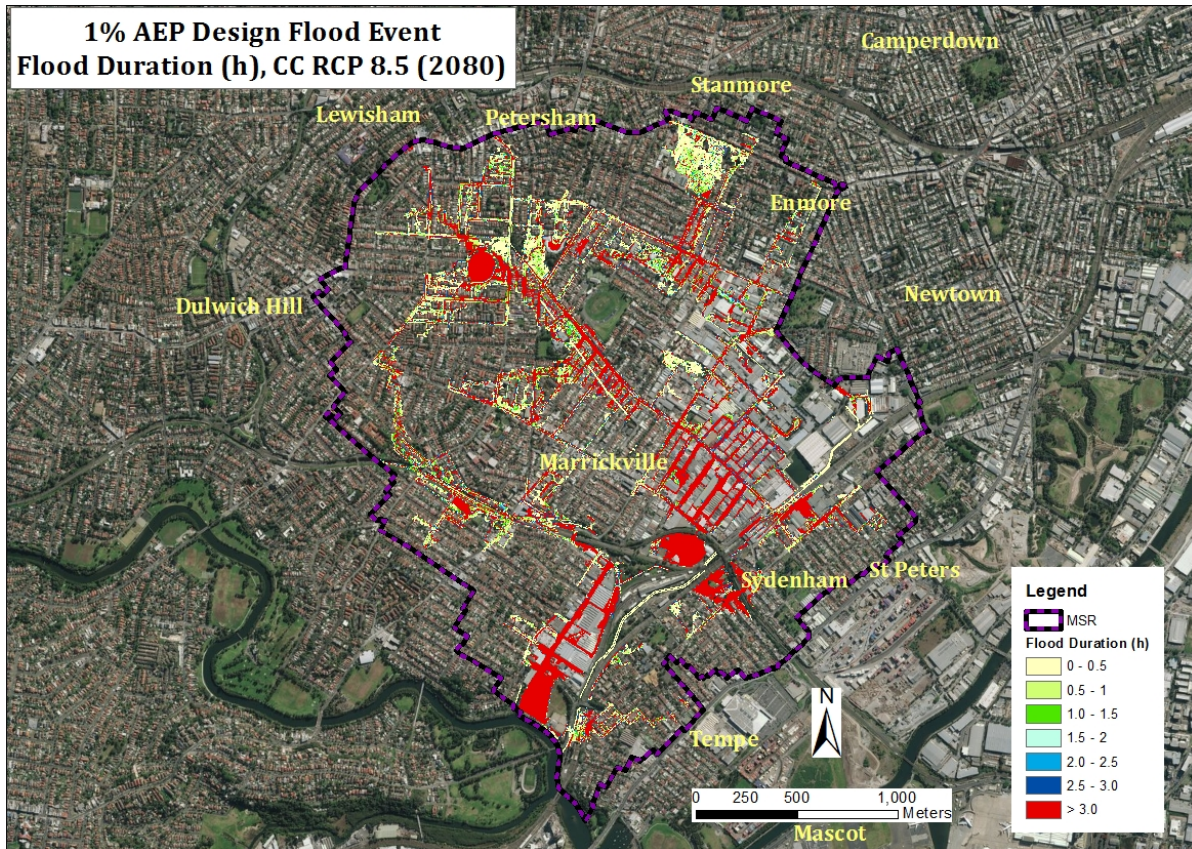 1% AEP Design Flood Event
Flood Duration (h), CC RCP 8.5 (2080)
Camperdown
Stanmore
Lewisham
Petersham
Enmore
Newtown
Dulwich Hill
Marrickville
Sydenham
St Peters
Tempe
Mascot
N
0 250 500 1,000
Meters
Legend
MSR
Flood Duration (h)
0 - 0.5
0.5 - 1
1.0 - 1.5
1.5 - 2
2.0 - 2.5
2.5 - 3.0
> 3.0